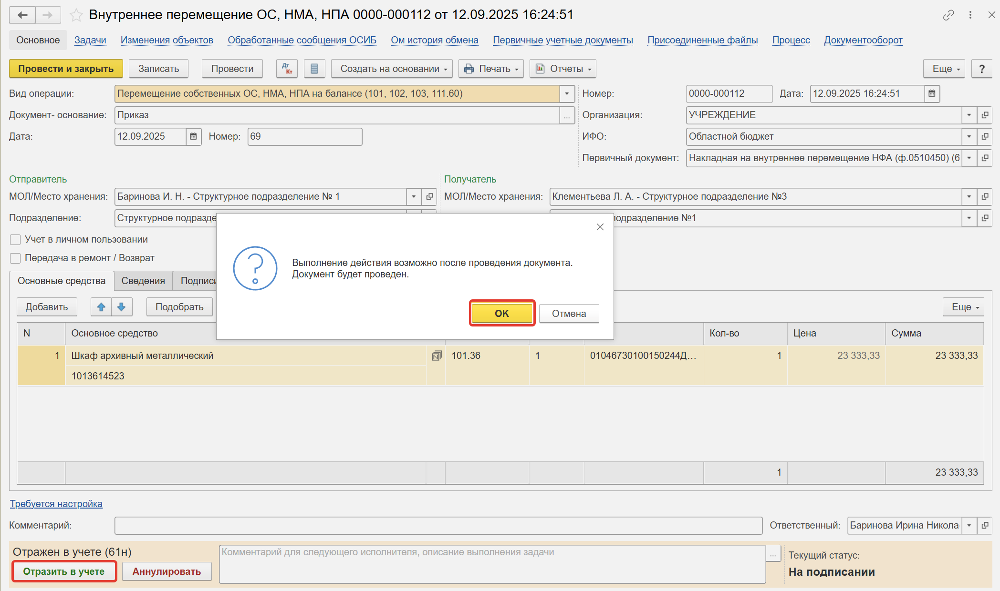 Внутреннее перемещение ОС, НМА, НПА 0000-000112 от 12.09.2025 16:24:51
Основное Задачи Изменения объектов Обработанные сообщения ОСИБ Ом история обмена Первичные учетные документы Присоединенные файлы Процесс Документооборот
Провести и закрыть Записать Провести Дт Кт Создать на основании Печать Отчеты Еще ?
Вид операции: Перемещение собственных ОС, НМА, НПА на балансе (101, 102, 103, 111.60) Номер: 0000-000112 Дата: 12.09.2025 16:24:51
Документ- основание: Приказ ... Организация: УЧРЕЖДЕНИЕ
Дата: 12.09.2025 Номер: 69 ИФО: Областной бюджет
Первичный документ: Накладная на внутреннее перемещение НФА (ф.0510450) (6
Отправитель Получатель
МОЛ/Место хранения: Баринова И. Н. - Структурное подразделение № 1 МОЛ/Место хранения: Клементьева Л. А. - Структурное подразделение №3
Подразделение: Структурное подразде подразделение №1
Учет в личном пользовании
Передача в ремонт / Возврат
Выполнение действия возможно после проведения документа.
Документ будет проведен.
OK Отмена
Основные средства Сведения Подписи
Добавить Подобрать Еще
N Основное средство Кол-во Цена Сумма
1 Шкаф архивный металлический N 101.36 1 01046730100150244Д... 1 23 333,33 23 333,33
1013614523
1 23 333,33
Требуется настройка
Комментарий: Ответственный: Баринова Ирина Никола
Отражен в учете (61н) Комментарий для следующего исполнителя, описание выполнения задачи ... Текущий статус:
Отразить в учете Аннулировать На подписании